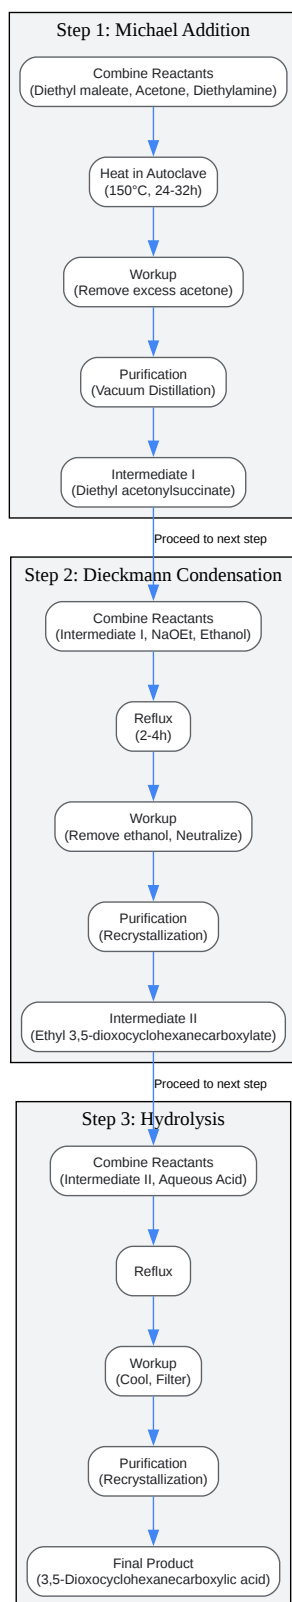 Step 1: Michael Addition
Combine Reactants
(Diethyl maleate, Acetone, Diethylamine)
Heat in Autoclave
(150°C, 24-32h)
Workup
(Remove excess acetone)
Purification
(Vacuum Distillation)
Intermediate I
(Diethyl acetonylsuccinate)
Proceed to next step
Step 2: Dieckmann Condensation
Combine Reactants
(Intermediate I, NaOEt, Ethanol)
Reflux
(2-4h)
Workup
(Remove ethanol, Neutralize)
Purification
(Recrystallization)
Intermediate II
(Ethyl 3,5-dioxocyclohexanecarboxylate)
Proceed to next step
Step 3: Hydrolysis
Combine Reactants
(Intermediate II, Aqueous Acid)
Reflux
Workup
(Cool, Filter)
Purification
(Recrystallization)
Final Product
(3,5-Dioxocyclohexanecarboxylic acid)